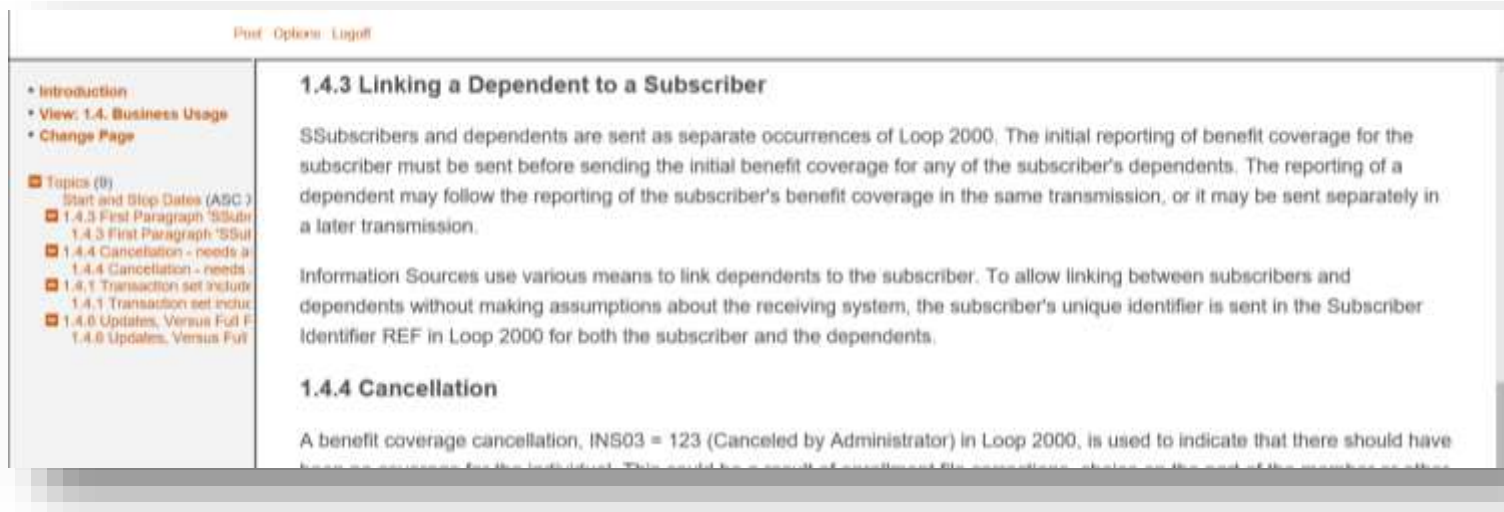 Post Options Logoff
• Introduction
• View: 1.4. Business Usage
• Change Page
Topics (9)
Start and Stop Dates (ASC X
1.4.3 First Paragraph 'SSub
1.4.3 First Paragraph 'SSu
1.4.4 Cancellation - needs a
1.4.4 Cancellation - needs
1.4.1 Transaction set include
1.4.1 Transaction set includ
1.4.6 Updates, Versus Full F
1.4.6 Updates, Versus Full
1.4.3 Linking a Dependent to a Subscriber
SSubscribers and dependents are sent as separate occurrences of Loop 2000. The initial reporting of benefit coverage for the
subscriber must be sent before sending the initial benefit coverage for any of the subscriber's dependents. The reporting of a
dependent may follow the reporting of the subscriber's benefit coverage in the same transmission, or it may be sent separately in
a later transmission.
Information Sources use various means to link dependents to the subscriber. To allow linking between subscribers and
dependents without making assumptions about the receiving system, the subscriber's unique identifier is sent in the Subscriber
Identifier REF in Loop 2000 for both the subscriber and the dependents.
1.4.4 Cancellation
A benefit coverage cancellation, INS03 = 123 (Canceled by Administrator) in Loop 2000, is used to indicate that there should have